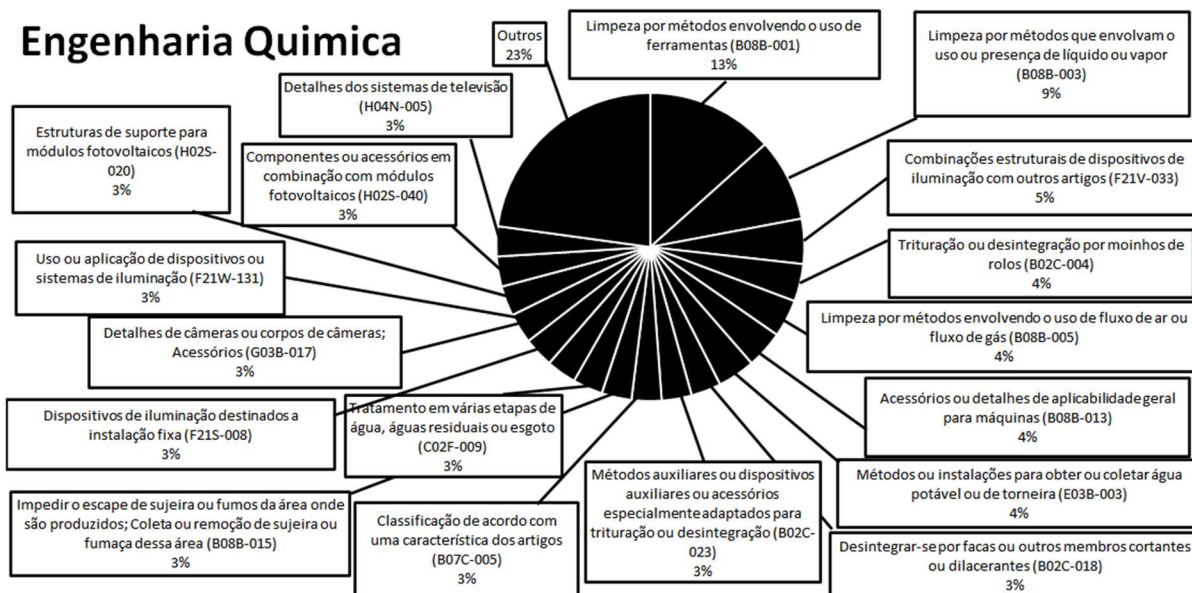 Engenharia Quimica
Outros
23%
Limpeza por métodos envolvendo o uso de
ferramentas (B08B-001)
13%
Limpeza por métodos que envolvam o
uso ou presença de líquido ou vapor
(B08B-003)
9%
Combinações estruturais de dispositivos de
iluminação com outros artigos (F21V-033)
5%
Trituração ou desintegração por moinhos de
rolos (B02C-004)
4%
Limpeza por métodos envolvendo o uso de fluxo de ar ou
fluxo de gás (B08B-005)
4%
Acessórios ou detalhes de aplicabilidade geral
para máquinas (B08B-013)
4%
Métodos ou instalações para obter ou coletar água
potável ou de torneira (E03B-003)
4%
Desintegrar-se por facas ou outros membros cortantes
ou dilacerantes (B02C-018)
3%
Métodos auxiliares ou dispositivos
auxiliares ou acessórios
especialmente adaptados para
trituração ou desintegração (B02C-
023)
3%
Classificação de acordo com
uma característica dos artigos
(B07C-005)
3%
Impedir o escape de sujeira ou fumos da área onde
são produzidos; Coleta ou remoção de sujeira ou
fumaça dessa área (B08B-015)
3%
Tratamento em várias etapas de
água, águas residuais ou esgoto
(C02F-009)
3%
Dispositivos de iluminação destinados a
instalação fixa (F21S-008)
3%
Detalhes de câmeras ou corpos de câmeras;
Acessórios (G03B-017)
3%
Uso ou aplicação de dispositivos ou
sistemas de iluminação (F21W-131)
3%
Estruturas de suporte para
módulos fotovoltaicos (H02S-
020)
3%
Componentes ou acessórios em
combinação com módulos
fotovoltaicos (H02S-040)
3%
Detalhes dos sistemas de televisão
(H04N-005)
3%